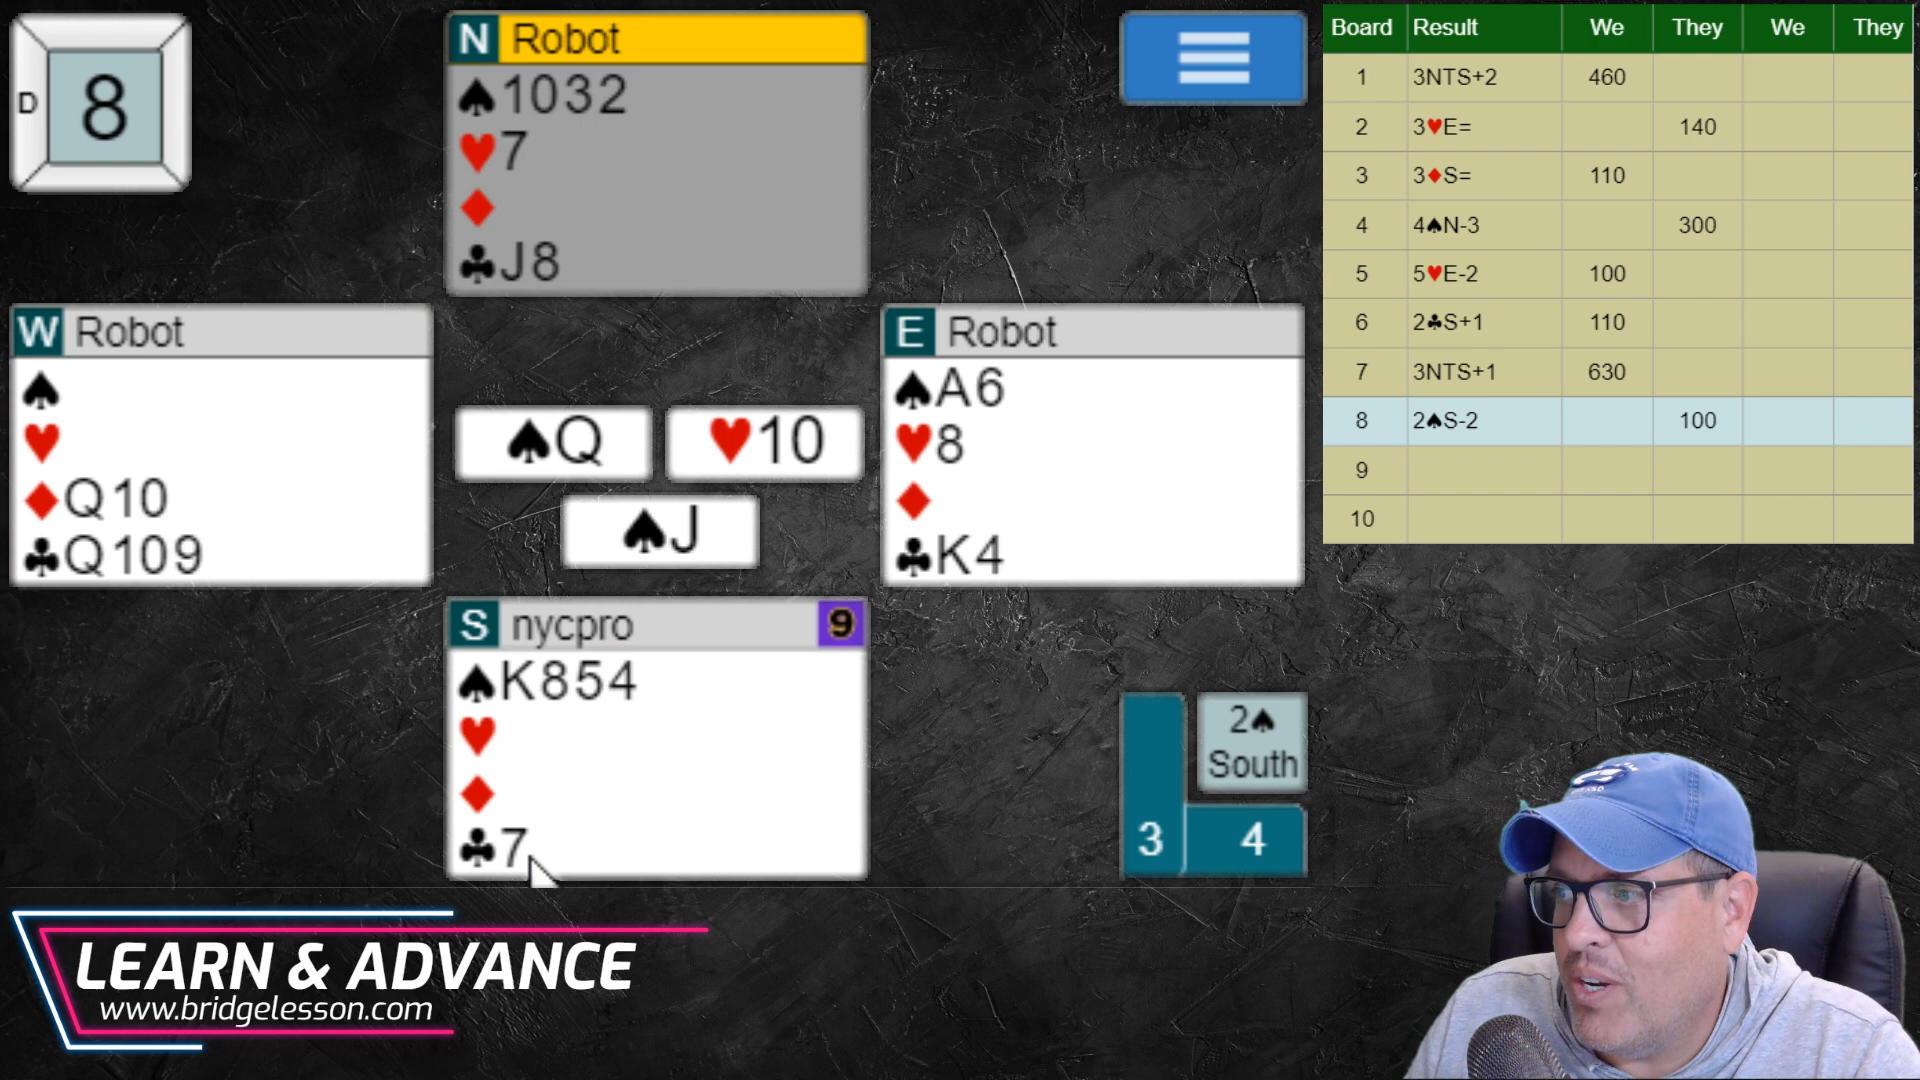 D 8
N Robot
♠1032
♥7
♦
♣J8
W Robot
♠
♥
♦Q10
♣Q109
♠Q
♥10
♠J
E Robot
♠A6
♥8
♦
♣K4
S nycpro 9
♠K854
♥
♦
♣7
2♠
South
3 4
Board Result We They We They
1 3NTS+2 460
2 3♥E= 140
3 3♦S= 110
4 4♠N-3 300
5 5♥E-2 100
6 2♣S+1 110
7 3NTS+1 630
8 2♠S-2 100
9
10
LEARN & ADVANCE
www.bridgelesson.com